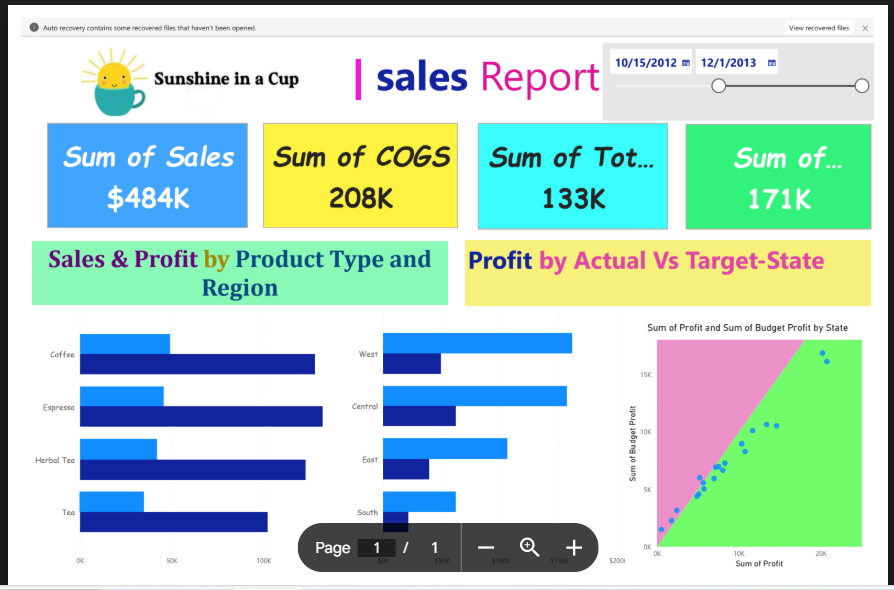 Auto recovery contains some recovered files that haven't been opened.
View recovered files
Sunshine in a Cup
| sales Report
10/15/2012
12/1/2013
Sum of Sales
$484K
Sum of COGS
208K
Sum of Tot...
133K
Sum of...
171K
Sales & Profit by Product Type and
Region
Profit by Actual Vs Target-State
Coffee
Espresso
Herbal Tea
Tea
0K 50K 100K
West
Central
East
South
$200K
Sum of Profit and Sum of Budget Profit by State
Sum of Budget Profit
15K
10K
5K
0K
0K 10K 20K
Sum of Profit
Page 1 / 1